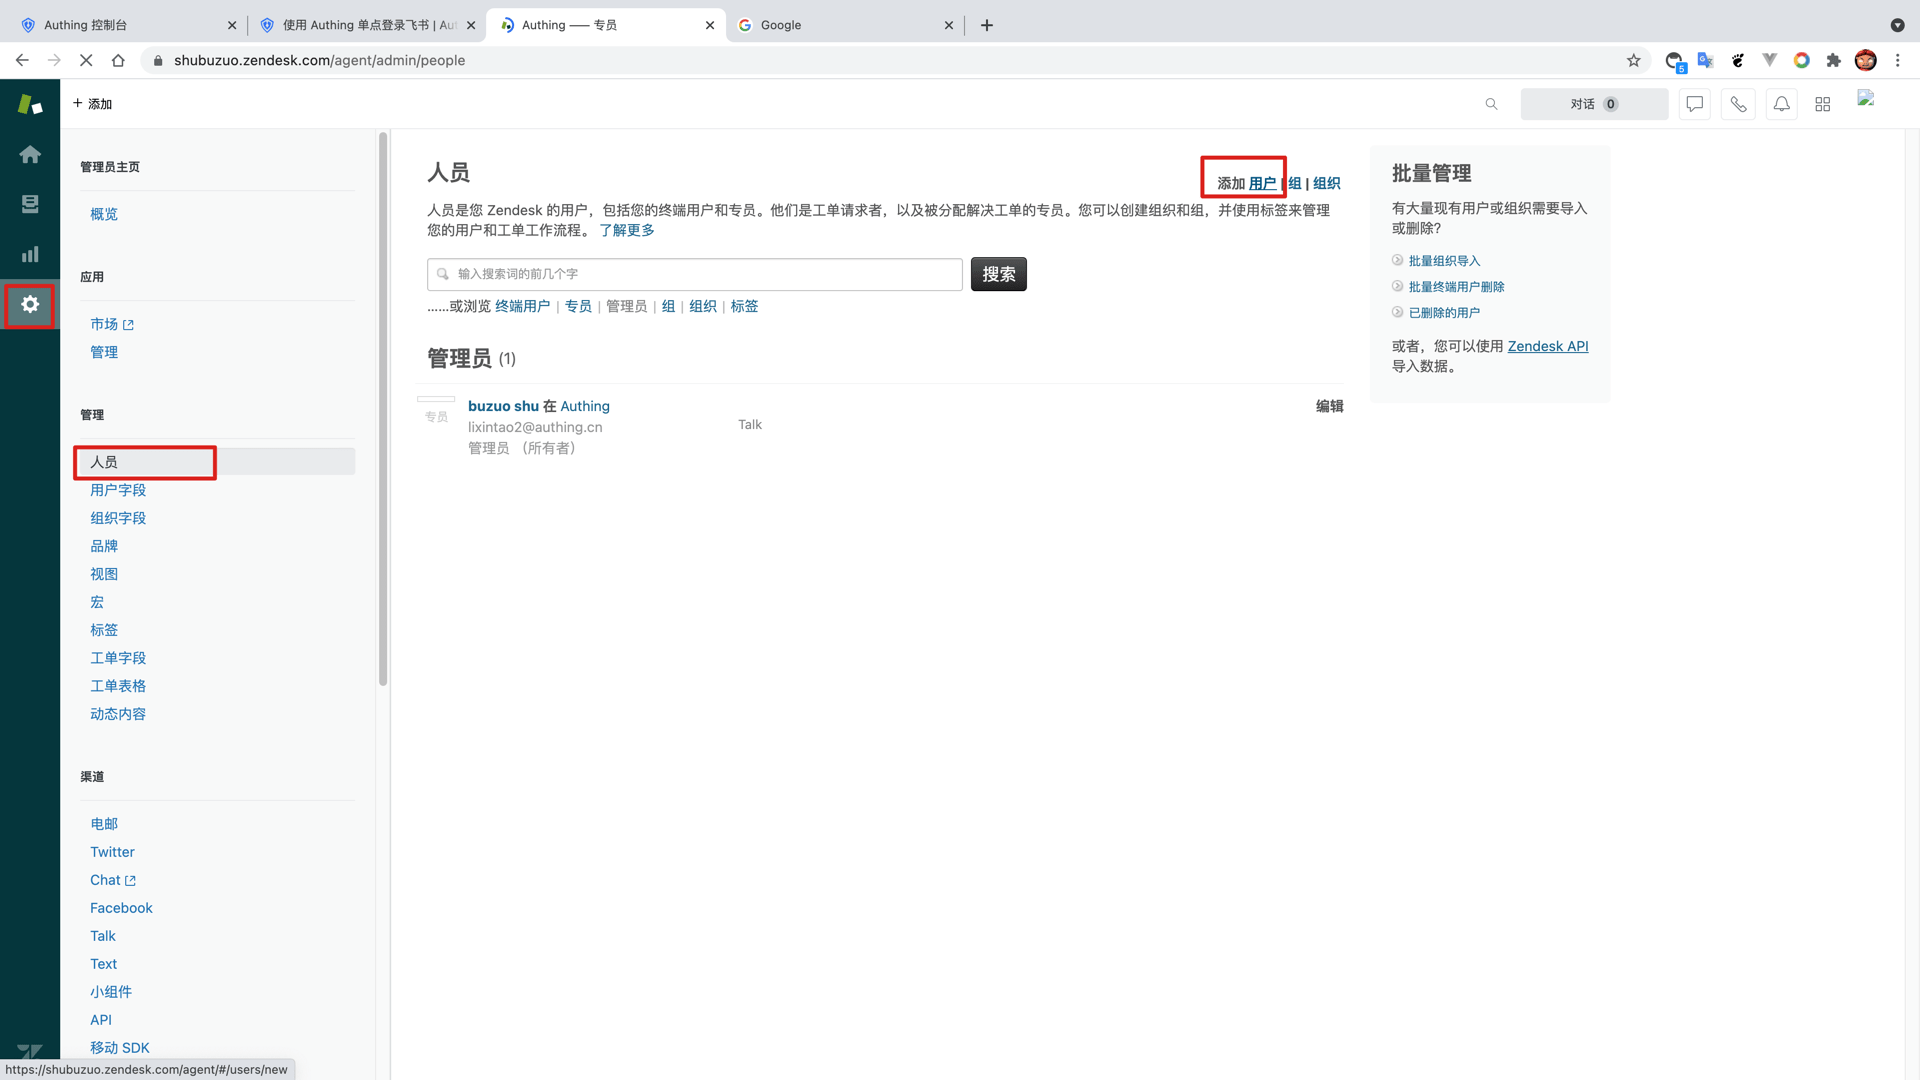 Authing 控制台
使用 Authing 单点登录飞书 | Aut
Authing —— 专员
Google
shubuzuo.zendesk.com/agent/admin/people
5
+ 添加
对话 0
管理员主页
概览
应用
市场
管理
管理
人员
用户字段
组织字段
品牌
视图
宏
标签
工单字段
工单表格
动态内容
渠道
电邮
Twitter
Chat
Facebook
Talk
Text
小组件
API
移动 SDK
人员
添加 用户 | 组 | 组织
人员是您 Zendesk 的用户，包括您的终端用户和专员。他们是工单请求者，以及被分配解决工单的专员。您可以创建组织和组，并使用标签来管理
您的用户和工单工作流程。 了解更多
输入搜索词的前几个字
搜索
……或浏览 终端用户 | 专员 | 管理员 | 组 | 组织 | 标签
管理员 (1)
专员
buzuo shu 在 Authing
编辑
lixintao2@authing.cn
Talk
管理员 （所有者）
批量管理
有大量现有用户或组织需要导入
或删除？
批量组织导入
批量终端用户删除
已删除的用户
或者，您可以使用 Zendesk API
导入数据。
https://shubuzuo.zendesk.com/agent/#/users/new